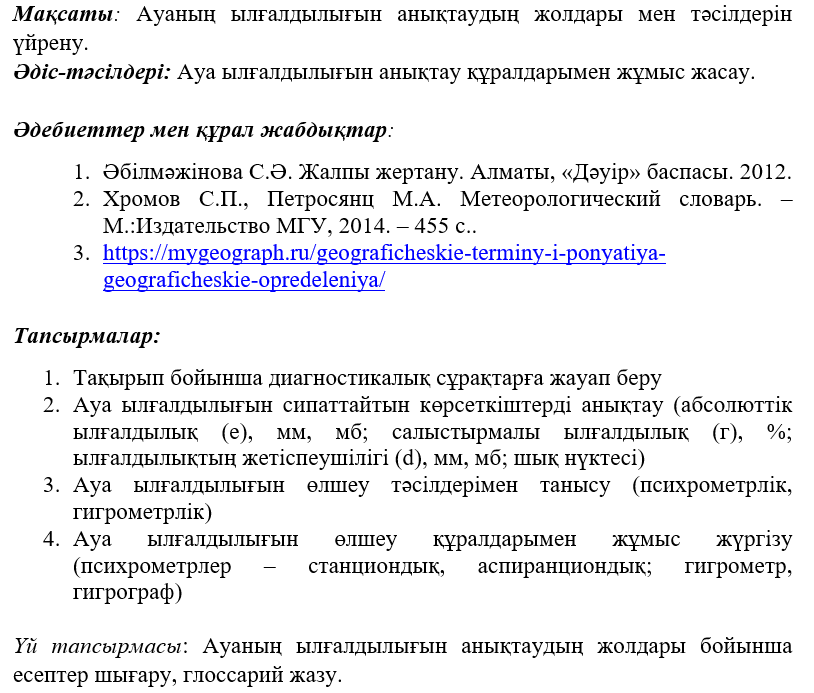 Мақсаты: Ауаның ылғалдылығын анықтаудың жолдары мен тәсілдерін
үйрену.
Әдіс-тәсілдері: Ауа ылғалдылығын анықтау құралдарымен жұмыс жасау.
Әдебиеттер мен құрал жабдықтар:
1. Әбілмәжінова С.Ә. Жалпы жертану. Алматы, «Дәуір» баспасы. 2012.
2. Хромов С.П., Петросянц М.А. Метеорологический словарь. –
М.:Издательство МГУ, 2014. – 455 с..
3. https://mygeograph.ru/geograficheskie-terminy-i-ponyatiya-
geograficheskie-opredeleniya/
Тапсырмалар:
1. Тақырып бойынша диагностикалық сұрақтарға жауап беру
2. Ауа ылғалдылығын сипаттайтын көрсеткіштерді анықтау (абсолюттік
ылғалдылық (е), мм, мб; салыстырмалы ылғалдылық (г), %;
ылғалдылықтың жетіспеушілігі (d), мм, мб; шық нүктесі)
3. Ауа ылғалдылығын өлшеу тәсілдерімен танысу (психрометрлік,
гигрометрлік)
4. Ауа ылғалдылығын өлшеу құралдарымен жұмыс жүргізу
(психрометрлер – станциондық, аспиранциондық; гигрометр,
гигрограф)
Үй тапсырмасы: Ауаның ылғалдылығын анықтаудың жолдары бойынша
есептер шығару, глоссарий жазу.